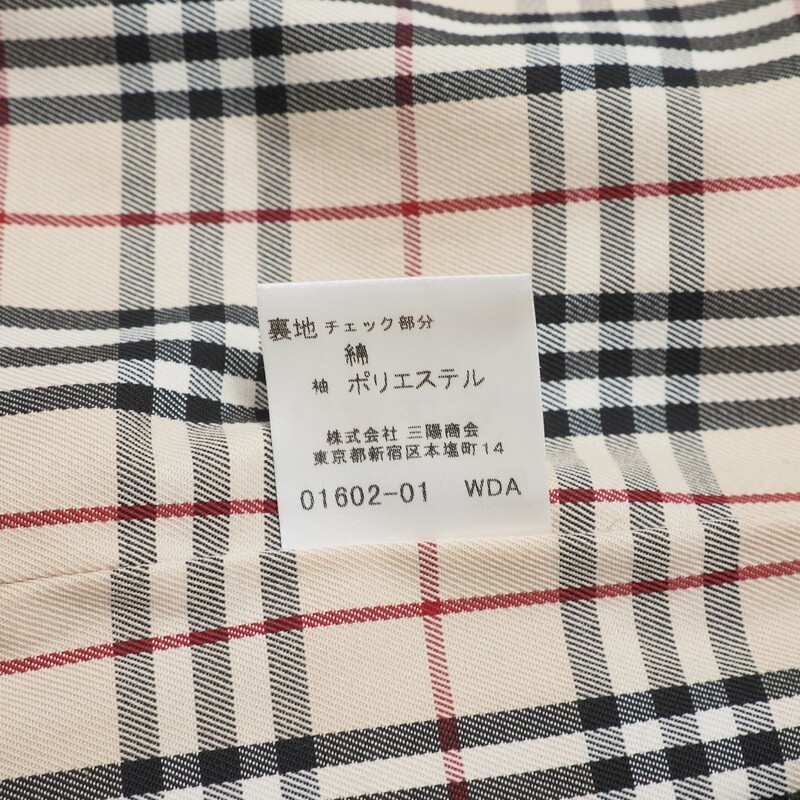 裏地 チェック部分
綿
袖 ポリエステル
株式会社 三陽商会
東京都新宿区本塩町14
01602-01 WDA